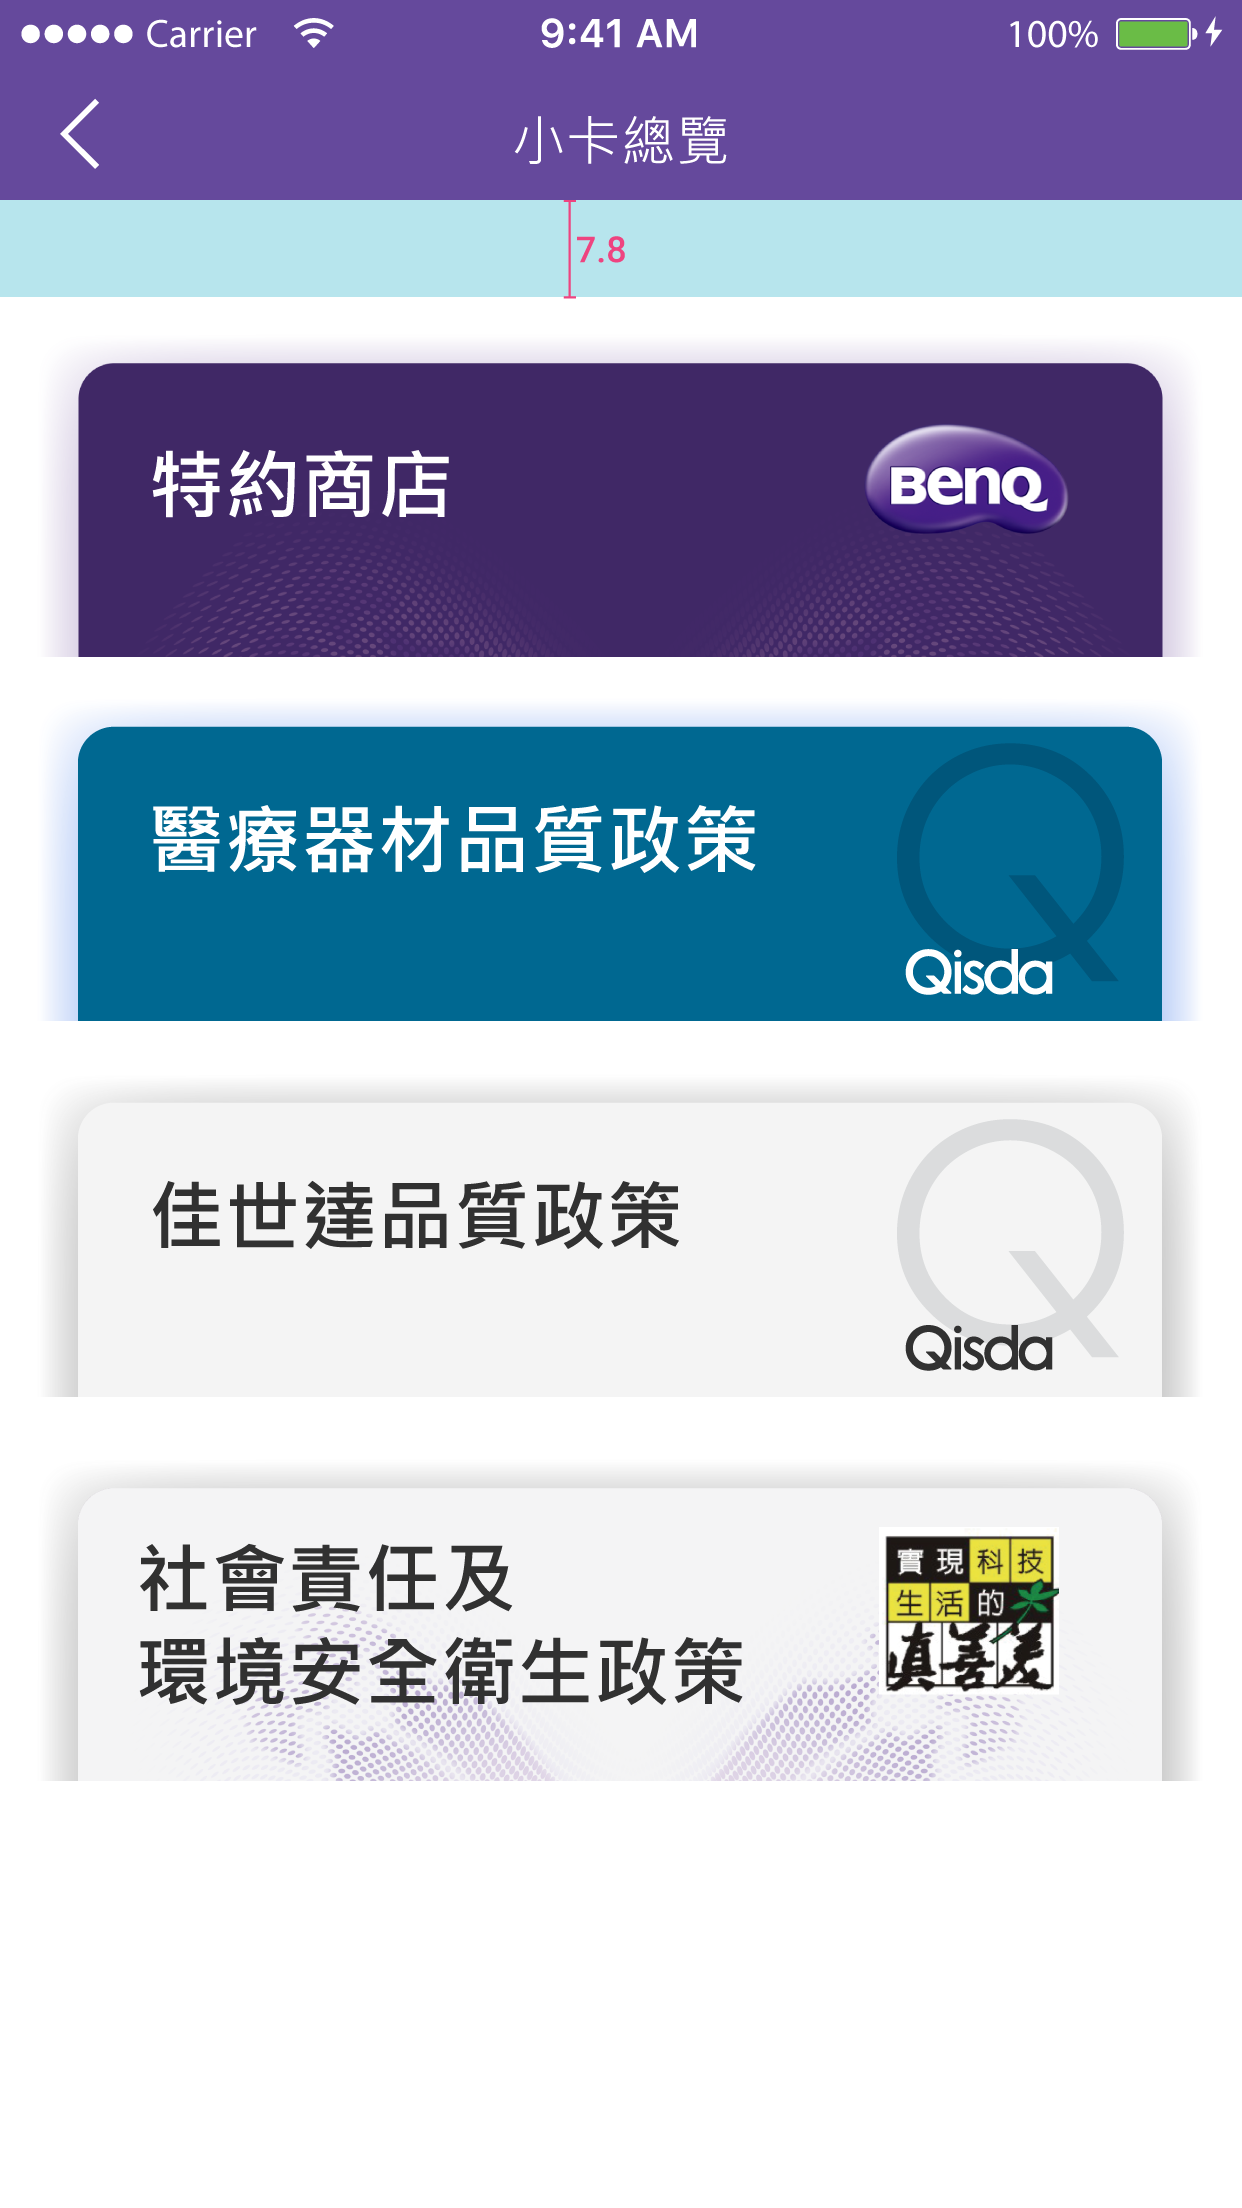 Carrier
9:41 AM
100%
小卡總覽
7.8
特約商店
BenQ
醫療器材品質政策
Q
Qisda
佳世達品質政策
Q
Qisda
社會責任及
環境安全衛生政策
實現科技
生活的
真善美